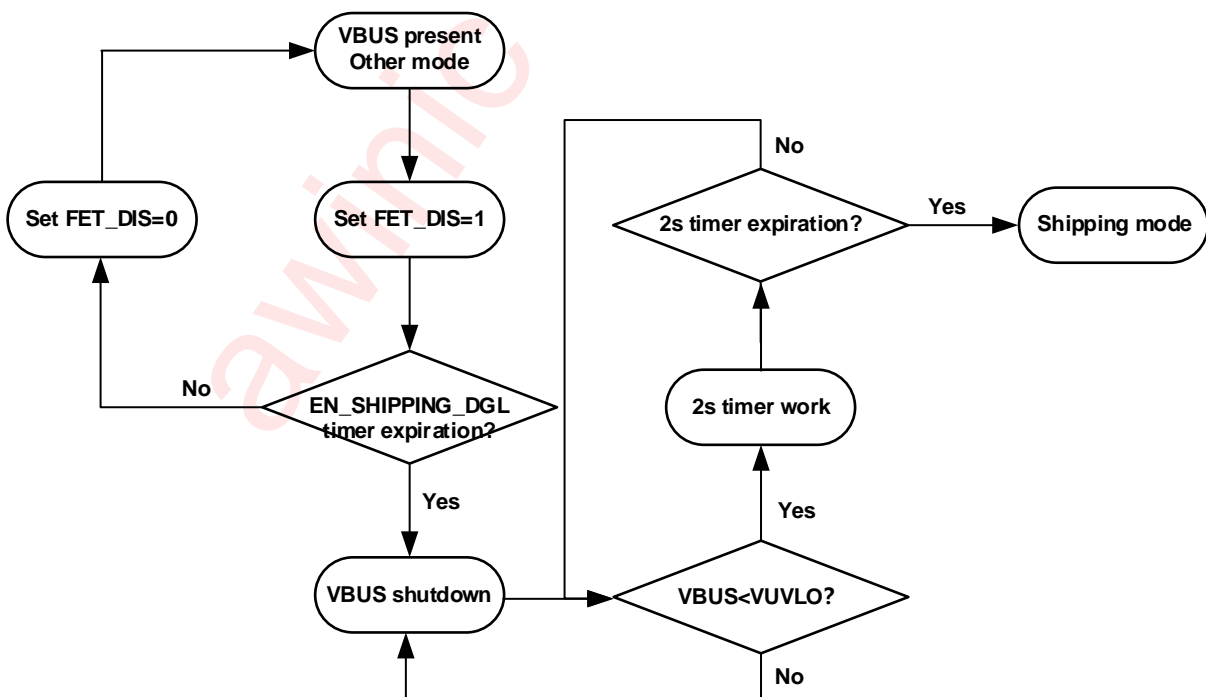 VBUS present
Other mode
Set FET_DIS=0
Set FET_DIS=1
No
EN_SHIPPING_DGL
timer expiration?
Yes
VBUS shutdown
No
2s timer expiration?
Yes
Shipping mode
2s timer work
Yes
VBUS<VUVLO?
No
awinic